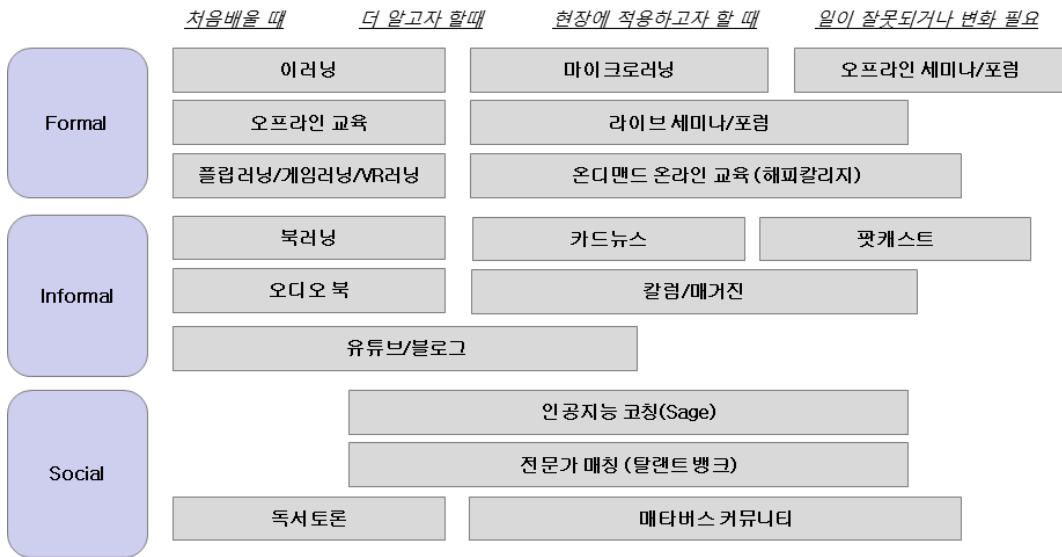 처음배울 때 더 알고자 할때 현장에 적용하고자 할 때 일이 잘못되거나 변화 필요
Formal
이러닝 마이크로러닝 오프라인 세미나/포럼
오프라인 교육 라이브 세미나/포럼
플립러닝/게임러닝/VR러닝 온디맨드 온라인 교육 (해피칼리지)
Informal
북러닝 카드뉴스 팟캐스트
오디오 북 칼럼/매거진
유튜브/블로그
Social
인공지능 코칭(Sage)
전문가 매칭 (탈랜트 뱅크)
독서토론 매타버스 커뮤니티